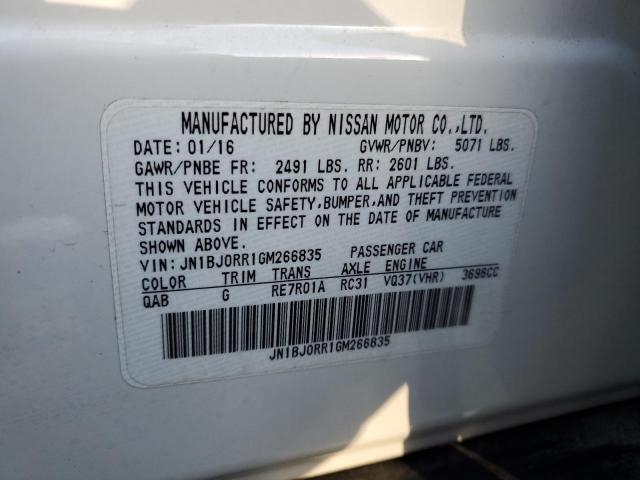 MANUFACTURED BY NISSAN MOTOR CO.,LTD.
DATE: 01/16 GVWR/PNBV: 5071 LBS.
GAWR/PNBE FR: 2491 LBS. RR: 2601 LBS.
THIS VEHICLE CONFORMS TO ALL APPLICABLE FEDERAL
MOTOR VEHICLE SAFETY, BUMPER, AND THEFT PREVENTION
STANDARDS IN EFFECT ON THE DATE OF MANUFACTURE
SHOWN ABOVE.
VIN: JN1BJ0RR1GM266835 PASSENGER CAR
COLOR TRIM TRANS AXLE ENGINE
QAB G RE7R01A RC31 VQ37(VHR) 3696CC
JN1BJ0RR1GM266835